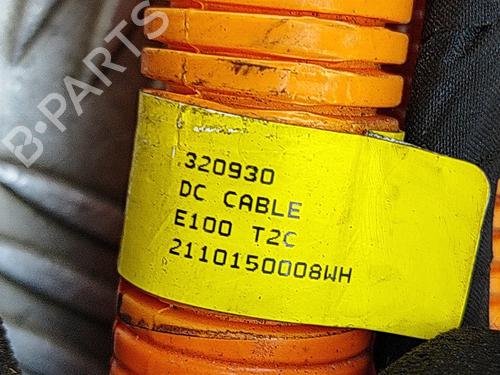 B-PARTS
320930
DC CABLE
E100 T2C
2110150008WH